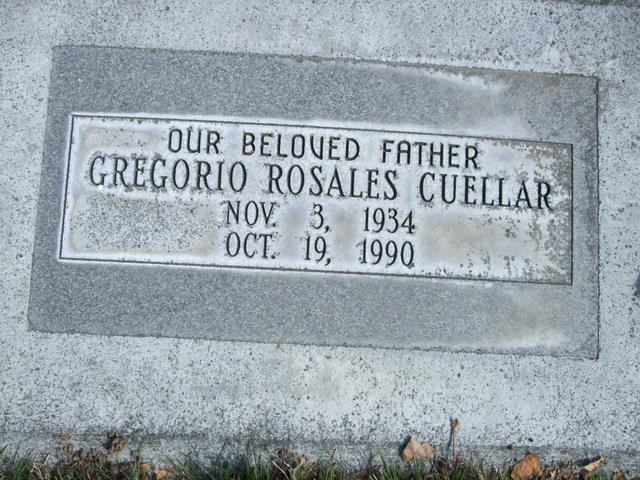 OUR BELOVED FATHER
GREGORIO ROSALES CUELLAR
NOV. 3, 1934
OCT. 19, 1990